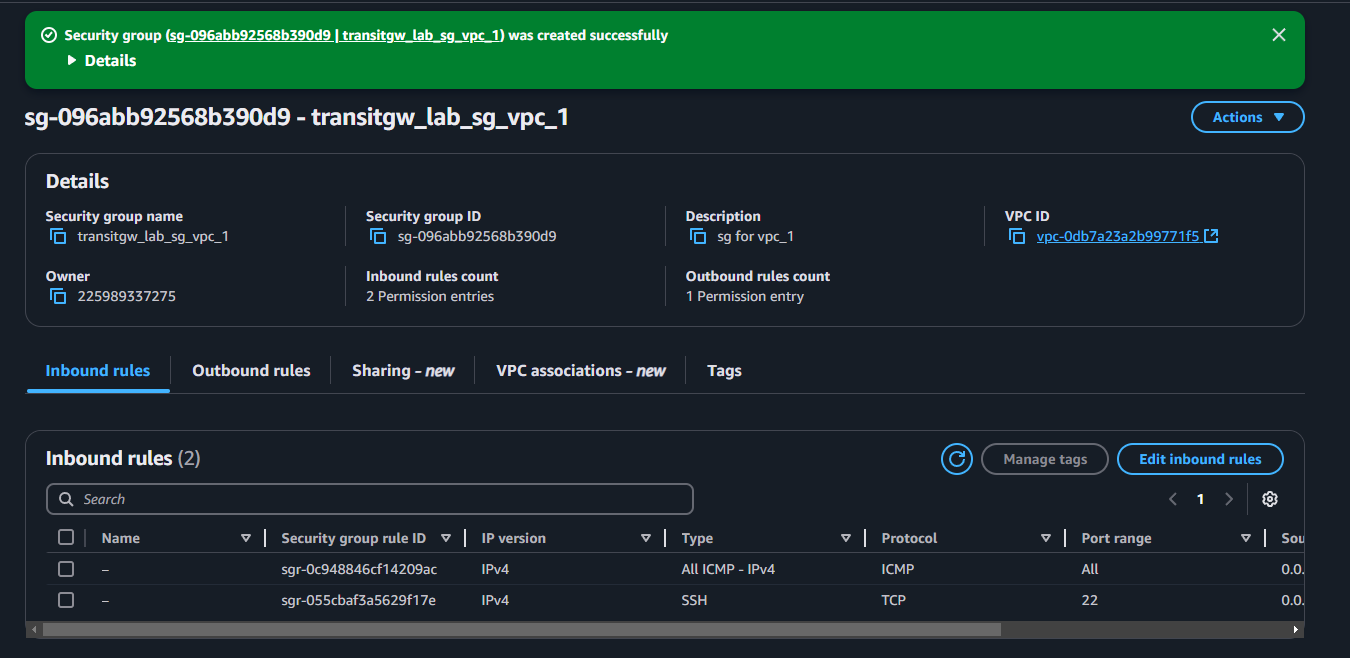 Security group (sg-096abb92568b390d9 | transitgw_lab_sg_vpc_1) was created successfully
Details
sg-096abb92568b390d9 - transitgw_lab_sg_vpc_1
Actions
Details
Security group name
transitgw_lab_sg_vpc_1
Security group ID
sg-096abb92568b390d9
Description
sg for vpc_1
VPC ID
vpc-0db7a23a2b99771f5
Owner
225989337275
Inbound rules count
2 Permission entries
Outbound rules count
1 Permission entry
Inbound rules Outbound rules Sharing - new VPC associations - new Tags
Inbound rules (2)
Manage tags
Edit inbound rules
Search
1
Name Security group rule ID IP version Type Protocol Port range Sou
– sgr-0c948846cf14209ac IPv4 All ICMP - IPv4 ICMP All 0.0.
– sgr-055cbaf3a5629f17e IPv4 SSH TCP 22 0.0.